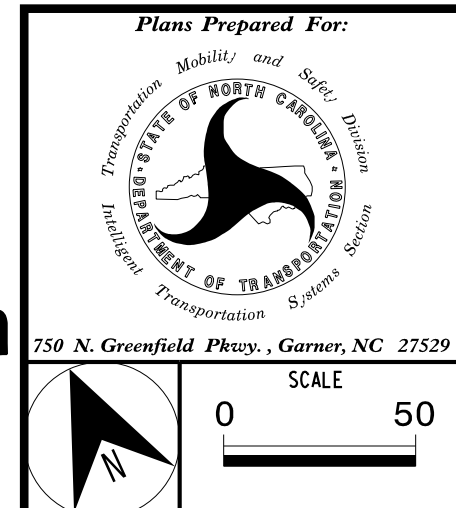 Plans Prepared For:
Transportation Mobility and Safety Division
STATE OF NORTH CAROLINA
DEPARTMENT OF TRANSPORTATION
Intelligent Transportation Systems Section
750 N. Greenfield Pkwy. , Garner, NC 27529
SCALE
0 50
N